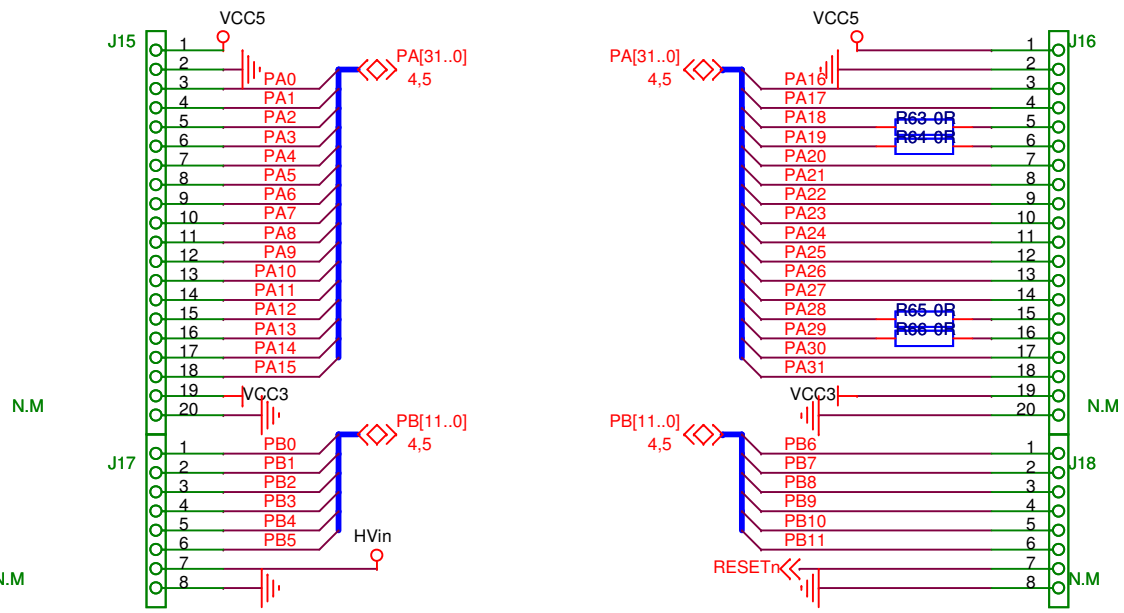 VCC5 VCC5
J15 1 1 J16
2 PA[31..0] PA[31..0] 2
3 PA0 4,5 4,5 PA16 3
4 PA1 PA17 4
5 PA2 PA18 R63 0R 5
6 PA3 PA19 R64 0R 6
7 PA4 PA20 7
8 PA5 PA21 8
9 PA6 PA22 9
10 PA7 PA23 10
11 PA8 PA24 11
12 PA9 PA25 12
13 PA10 PA26 13
14 PA11 PA27 14
15 PA12 PA28 R65 0R 15
16 PA13 PA29 R66 0R 16
17 PA14 PA30 17
18 PA15 PA31 18
19 VCC3 VCC3 19
N.M 20 20 N.M
PB[11..0] PB[11..0]
1 PB0 4,5 4,5 PB6 1
J17 2 PB1 PB7 2 J18
3 PB2 PB8 3
4 PB3 PB9 4
5 PB4 PB10 5
6 PB5 HVin PB11 6
7 RESETn 7
N.M 8 8 N.M